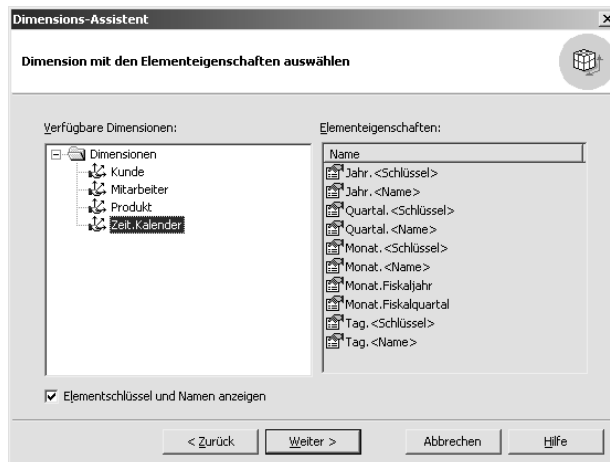 Dimensions-Assistent
Dimension mit den Elementeigenschaften auswählen
Verfügbare Dimensionen:
Dimensionen
Kunde
Mitarbeiter
Produkt
Zeit.Kalender
Elementeigenschaften:
Name
Jahr.<Schlüssel>
Jahr.<Name>
Quartal.<Schlüssel>
Quartal.<Name>
Monat.<Schlüssel>
Monat.<Name>
Monat.Fiskaljahr
Monat.Fiskalquartal
Tag.<Schlüssel>
Tag.<Name>
Elementschlüssel und Namen anzeigen
< Zurück
Weiter >
Abbrechen
Hilfe